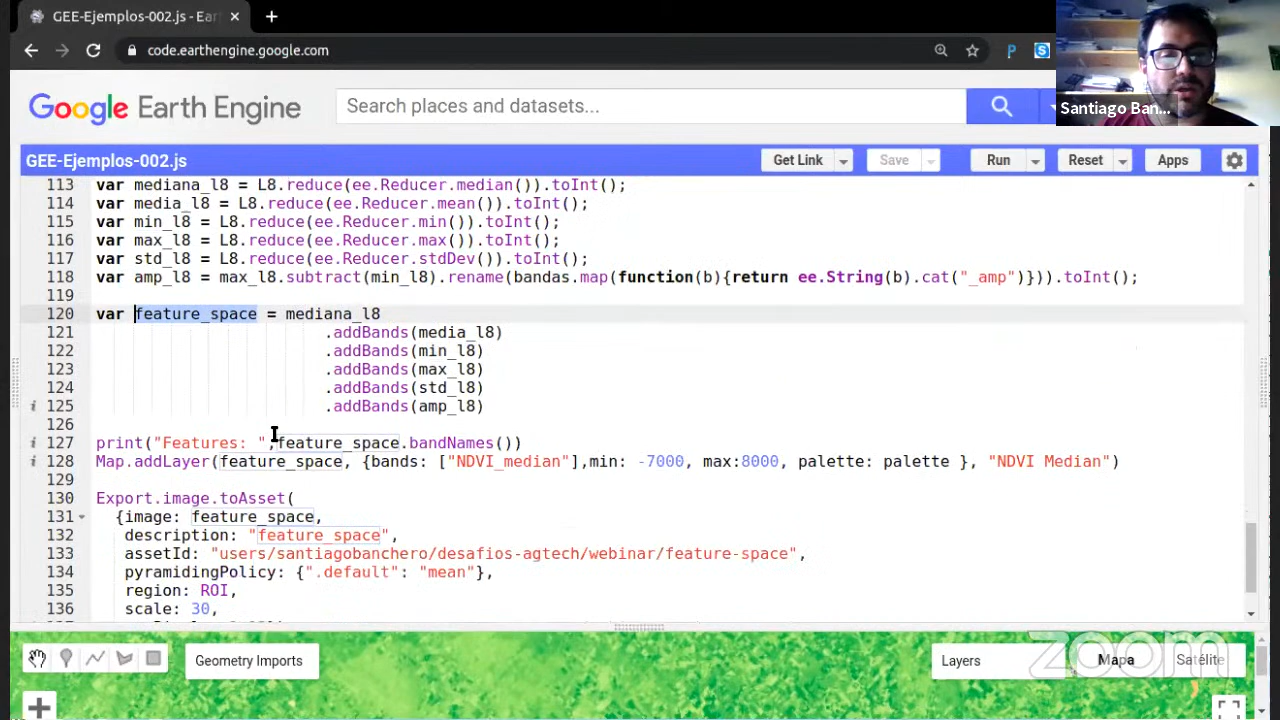 GEE-Ejemplos-002.js - Ear
code.earthengine.google.com
Google Earth Engine
Search places and datasets...
Santiago Ban...
GEE-Ejemplos-002.js
Get Link
Save
Run
Reset
Apps
113 var mediana_l8 = L8.reduce(ee.Reducer.median()).toInt();
114 var media_l8 = L8.reduce(ee.Reducer.mean()).toInt();
115 var min_l8 = L8.reduce(ee.Reducer.min()).toInt();
116 var max_l8 = L8.reduce(ee.Reducer.max()).toInt();
117 var std_l8 = L8.reduce(ee.Reducer.stdDev()).toInt();
118 var amp_l8 = max_l8.subtract(min_l8).rename(bandas.map(function(b){return ee.String(b).cat("_amp")})).toInt();
119
120 var feature_space = mediana_l8
121 .addBands(media_l8)
122 .addBands(min_l8)
123 .addBands(max_l8)
124 .addBands(std_l8)
i 125 .addBands(amp_l8)
126
i 127 print("Features: ",feature_space.bandNames())
i 128 Map.addLayer(feature_space, {bands: ["NDVI_median"],min: -7000, max:8000, palette: palette }, "NDVI Median")
129
130 Export.image.toAsset(
131 {image: feature_space,
132 description: "feature_space",
133 assetId: "users/santiagobanchero/desafios-agtech/webinar/feature-space",
134 pyramidingPolicy: {".default": "mean"},
135 region: ROI,
136 scale: 30,
Geometry Imports
Layers
Mapa
Satélite
zoom